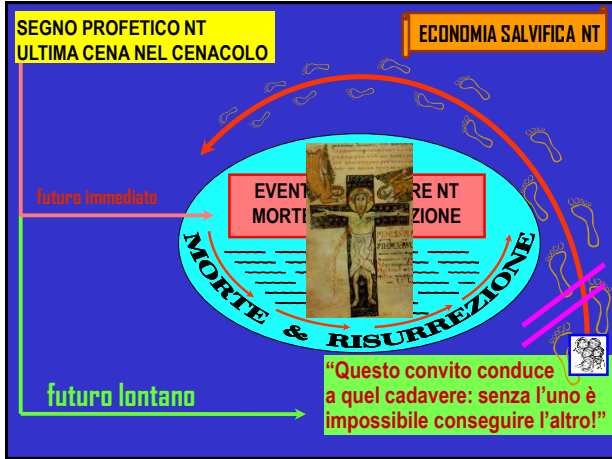 SEGNO PROFETICO NT
ULTIMA CENA NEL CENACOLO
ECONOMIA SALVIFICA NT
futuro immediato
EVENT RE NT
MORTE ZIONE
MORTE & RISURREZIONE
futuro lontano
“Questo convito conduce
a quel cadavere: senza l’uno è
impossibile conseguire l’altro!”